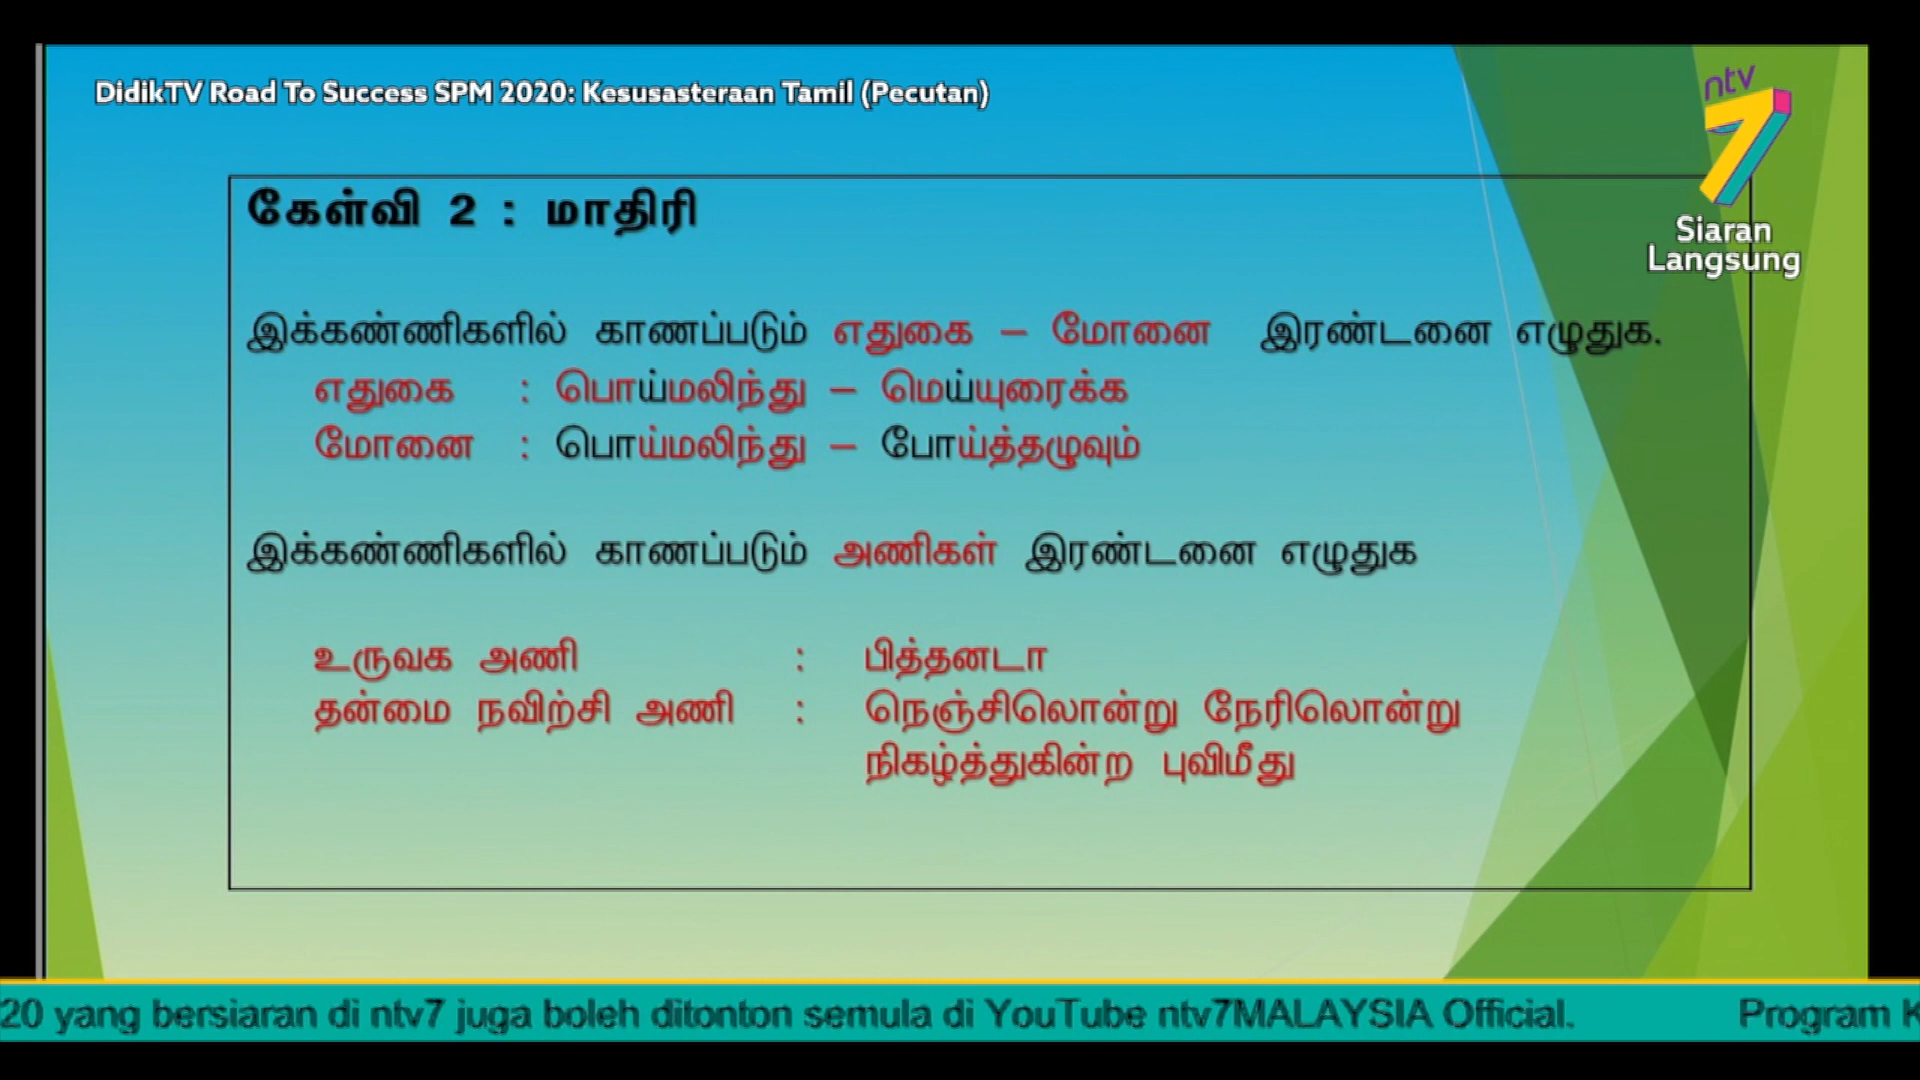 DidikTV Road To Success SPM 2020: Kesusasteraan Tamil (Pecutan)
ntv7
Siaran
Langsung
கேள்வி 2 : மாதிரி
இக்கண்ணிகளில் காணப்படும் எதுகை – மோனை இரண்டனை எழுதுக.
எதுகை : பொய்மலிந்து – மெய்யுரைக்க
மோனை : பொய்மலிந்து – போய்த்தழுவும்
இக்கண்ணிகளில் காணப்படும் அணிகள் இரண்டனை எழுதுக
உருவக அணி : பித்தனடா
தன்மை நவிற்சி அணி : நெஞ்சிலொன்று நேரிலொன்று
நிகழ்த்துகின்ற புவிமீது
20 yang bersiaran di ntv7 juga boleh ditonton semula di YouTube ntv7MALAYSIA Official. Program K